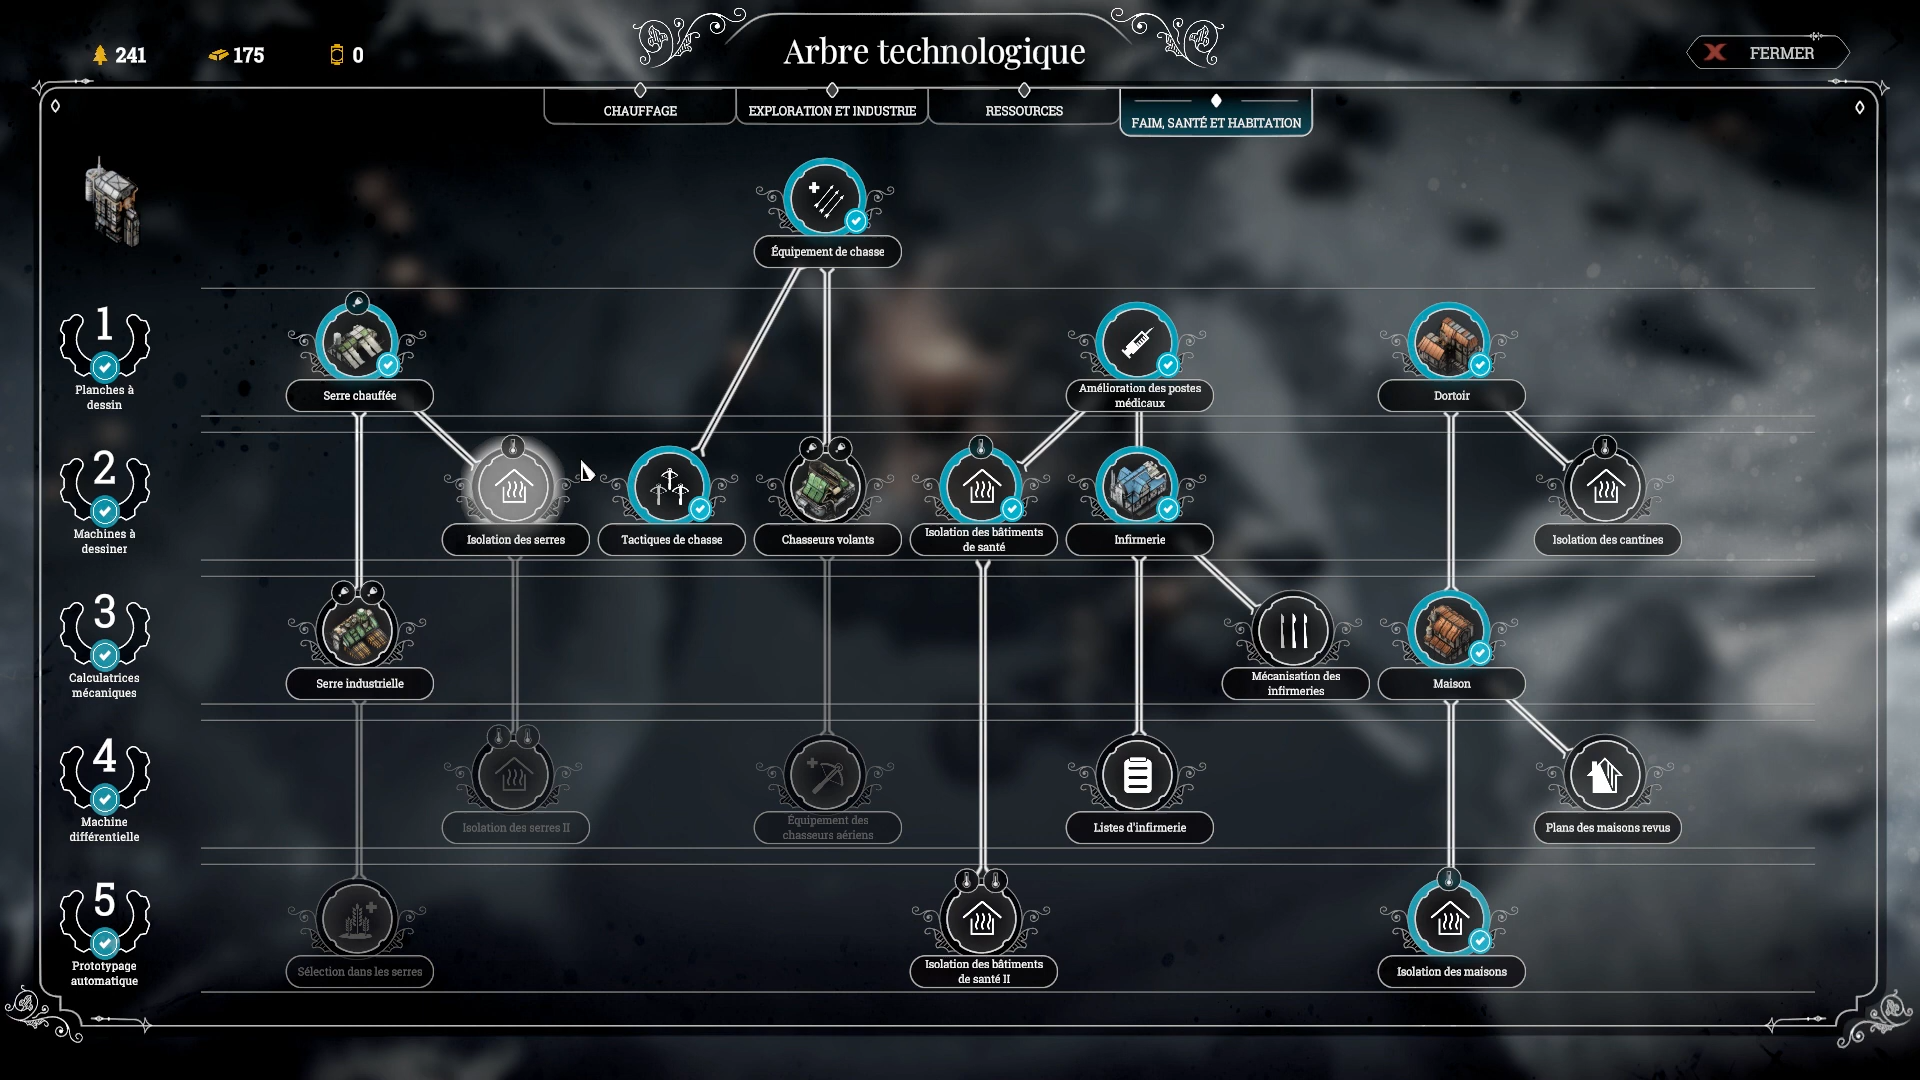 241
175
0
Arbre technologique
FERMER
CHAUFFAGE
EXPLORATION ET INDUSTRIE
RESSOURCES
FAIM, SANTÉ ET HABITATION
Équipement de chasse
1
Planches à
dessin
Serre chauffée
Amélioration des postes
médicaux
Dortoir
2
Machines à
dessiner
Isolation des serres
Tactiques de chasse
Chasseurs volants
Isolation des bâtiments
de santé
Infirmerie
Isolation des cantines
3
Calculatrices
mécaniques
Serre industrielle
Mécanisation des
infirmeries
Maison
4
Machine
différentielle
Isolation des serres II
Équipement des
chasseurs aériens
Listes d'infirmerie
Plans des maisons revus
5
Prototypage
automatique
Sélection dans les serres
Isolation des bâtiments
de santé II
Isolation des maisons